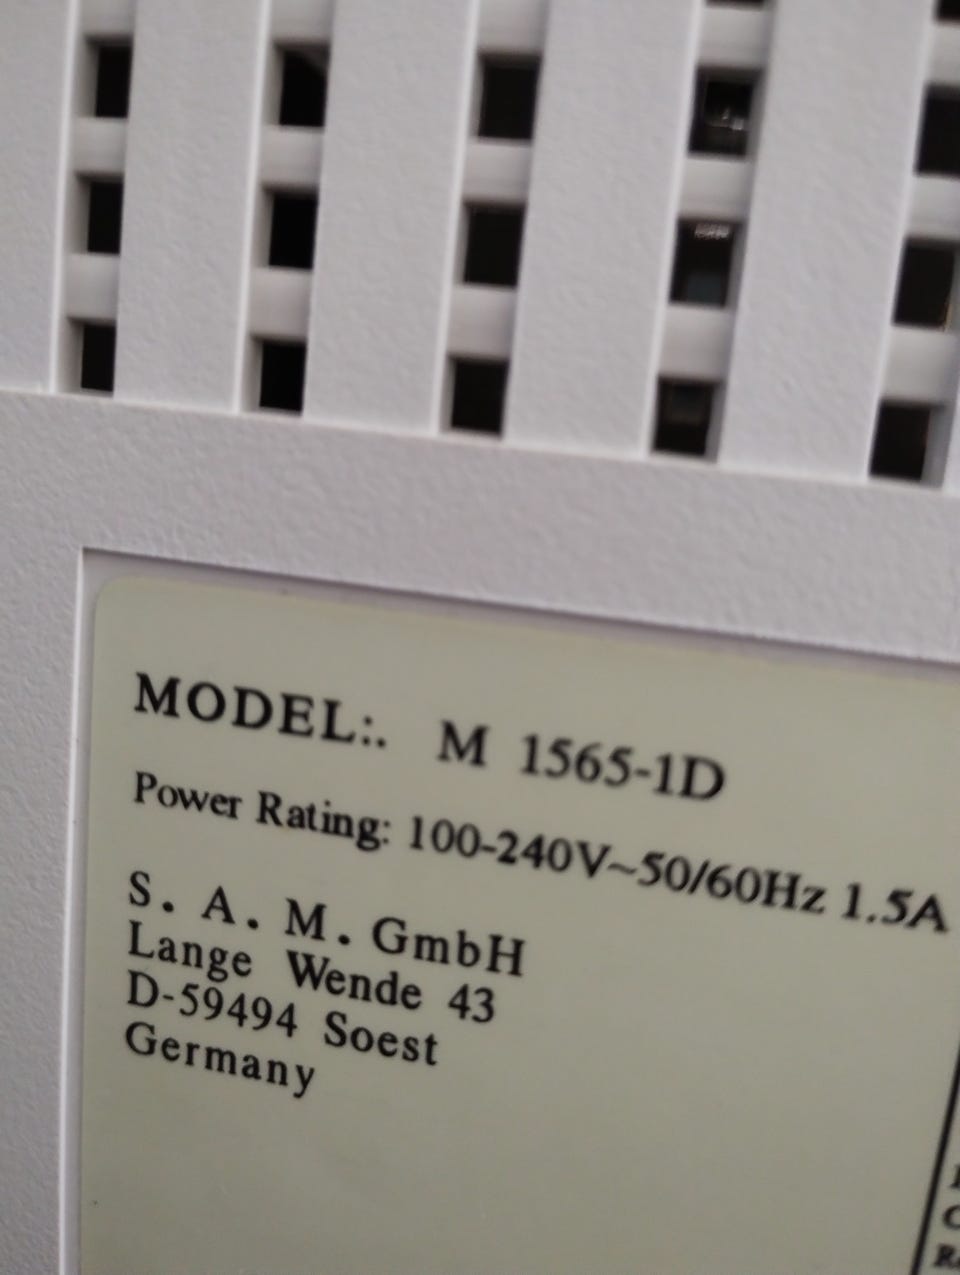 MODEL:. M 1565-1D
Power Rating: 100-240V~50/60Hz 1.5A
S. A. M. GmbH
Lange Wende 43
D-59494 Soest
Germany